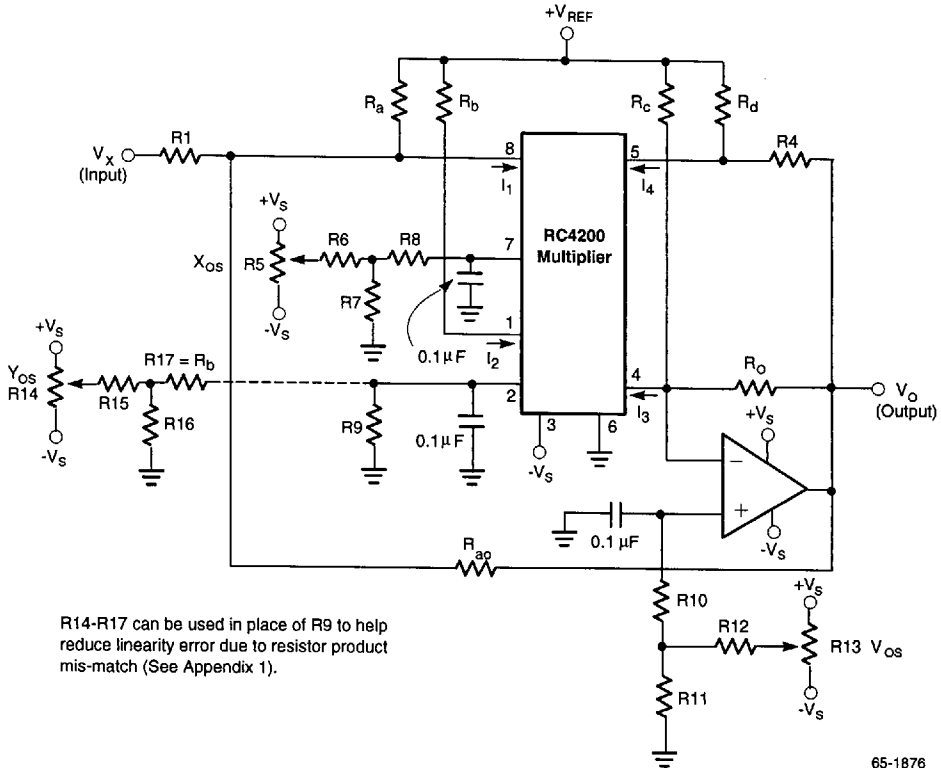 +VREF
Ra
Rb
Rc
Rd
R1
R4
VX
(Input)
8
5
I1
I4
+VS
R6
R8
7
RC4200
Multiplier
XOS
R5
R7
-VS
0.1 µF
1
I2
+VS
R17 = Rb
YOS
R14
R15
R16
-VS
R9
0.1 µF
2
4
I3
Ro
VO
(Output)
3
6
-VS
+VS
−
+
-VS
0.1 µF
Rao
R10
R12
+VS
R13 VOS
R11
-VS
R14-R17 can be used in place of R9 to help
reduce linearity error due to resistor product
mis-match (See Appendix 1).
65-1876